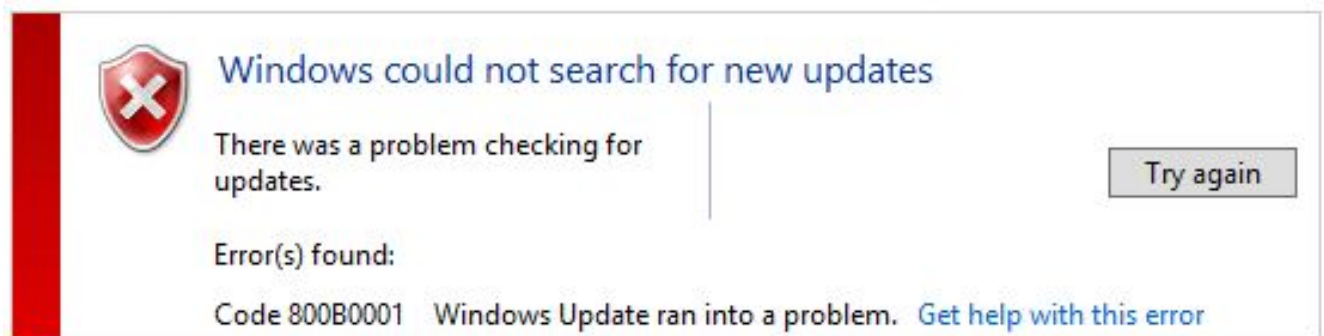 Windows could not search for new updates
There was a problem checking for
updates.
Try again
Error(s) found:
Code 800B0001 Windows Update ran into a problem. Get help with this error